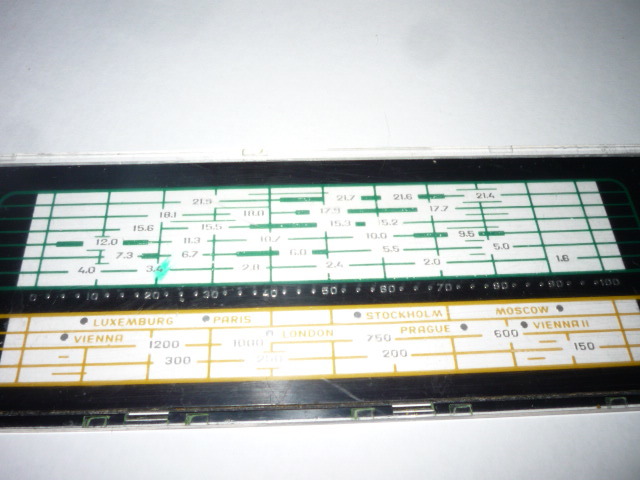 21.9 21.7 21.6 21.4
18.1 18.0 17.9 17.7
15.6 15.5 15.3 15.2
12.0 11.3 10.7 10.0 9.5
7.3 6.7 6.0 5.5 5.0
4.0 3.4 2.8 2.4 2.0 1.6
0 10 20 30 40 50 60 70 80 90 100
LUXEMBURG PARIS STOCKHOLM MOSCOW
VIENNA LONDON PRAGUE VIENNA II
1200 1000 750 600
300 250 200 150